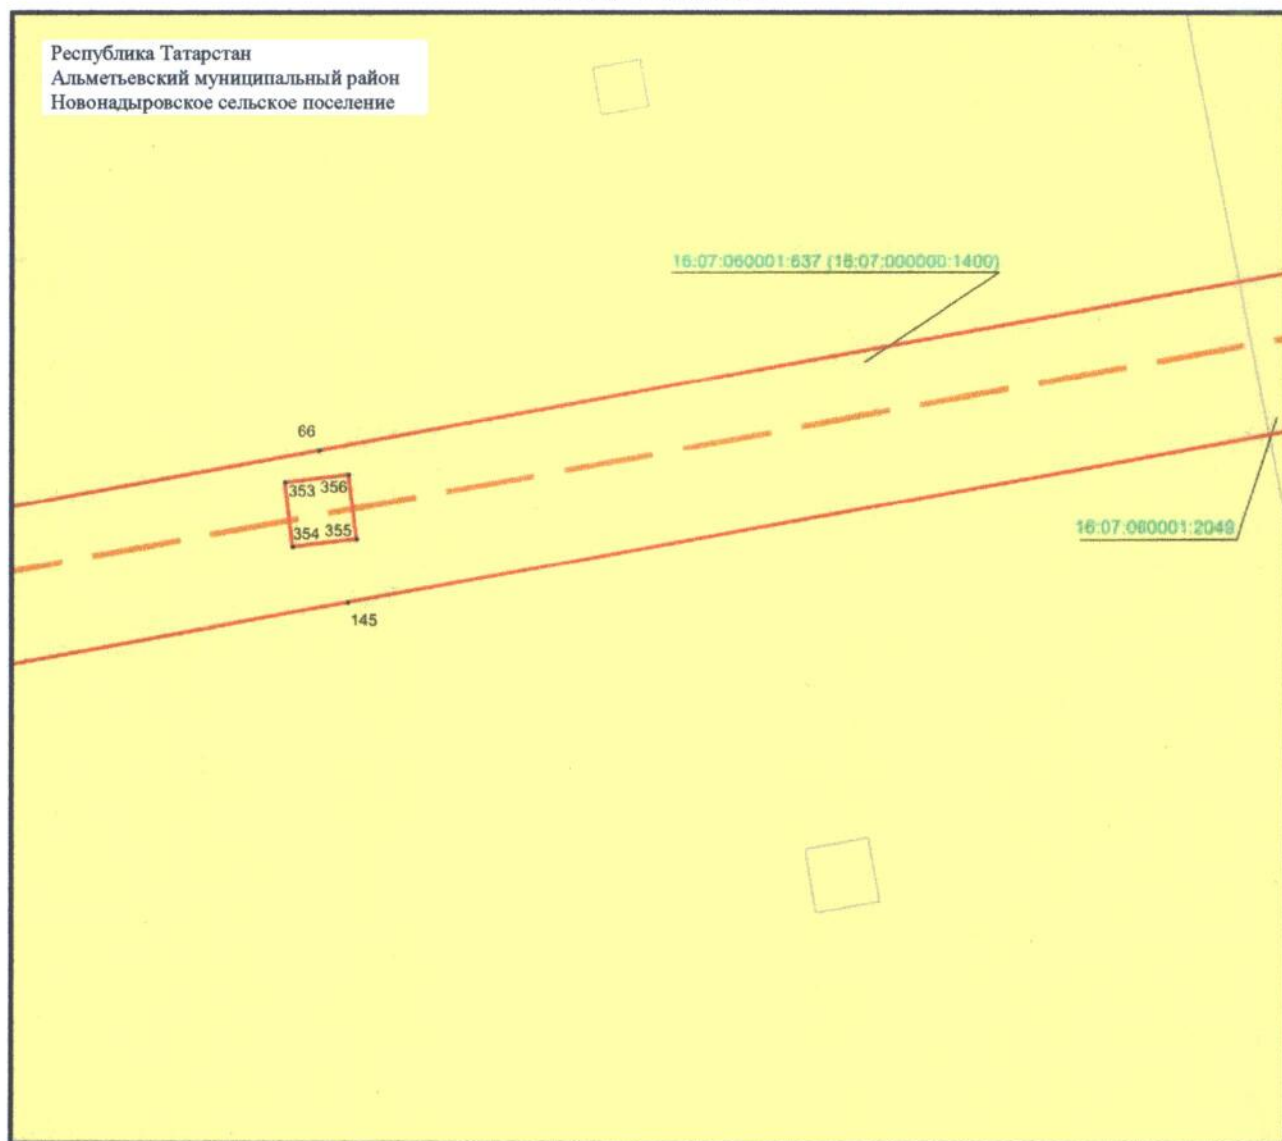 Республика Татарстан
Альметьевский муниципальный район
Новонадыровское сельское поселение
16:07:060001:637 (16:07:000000:1400)
66
353 356
354 355
16:07:060001:2049
145